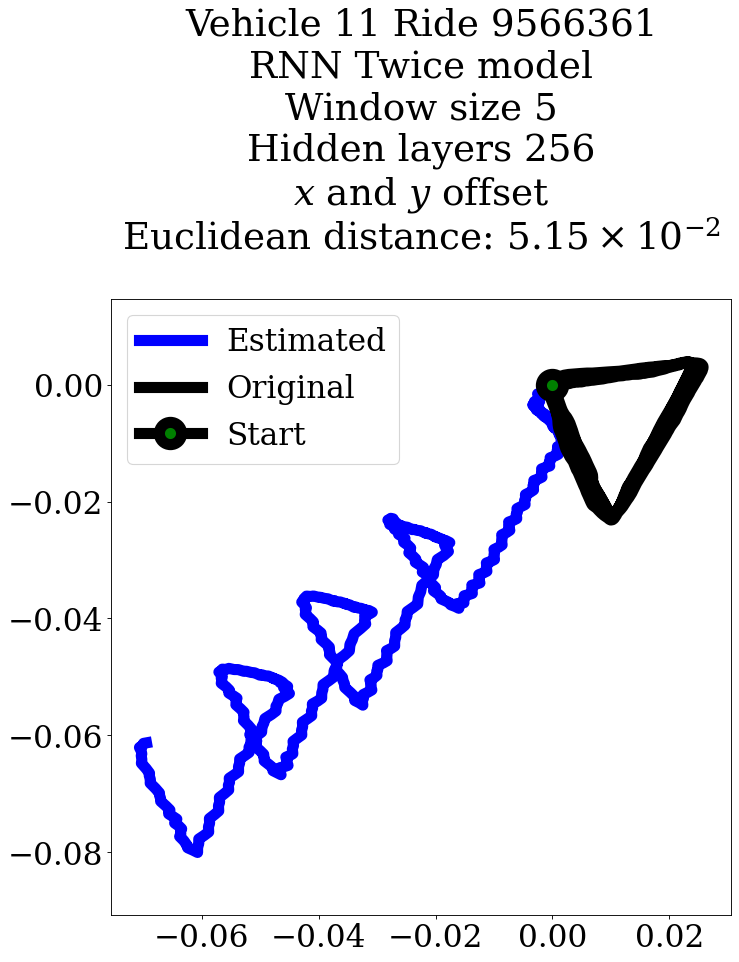 Vehicle 11 Ride 9566361
RNN Twice model
Window size 5
Hidden layers 256
x and y offset
Euclidean distance: 5.15 × 10⁻²
Estimated
Original
Start
0.00
−0.02
−0.04
−0.06
−0.08
−0.06 −0.04 −0.02 0.00 0.02